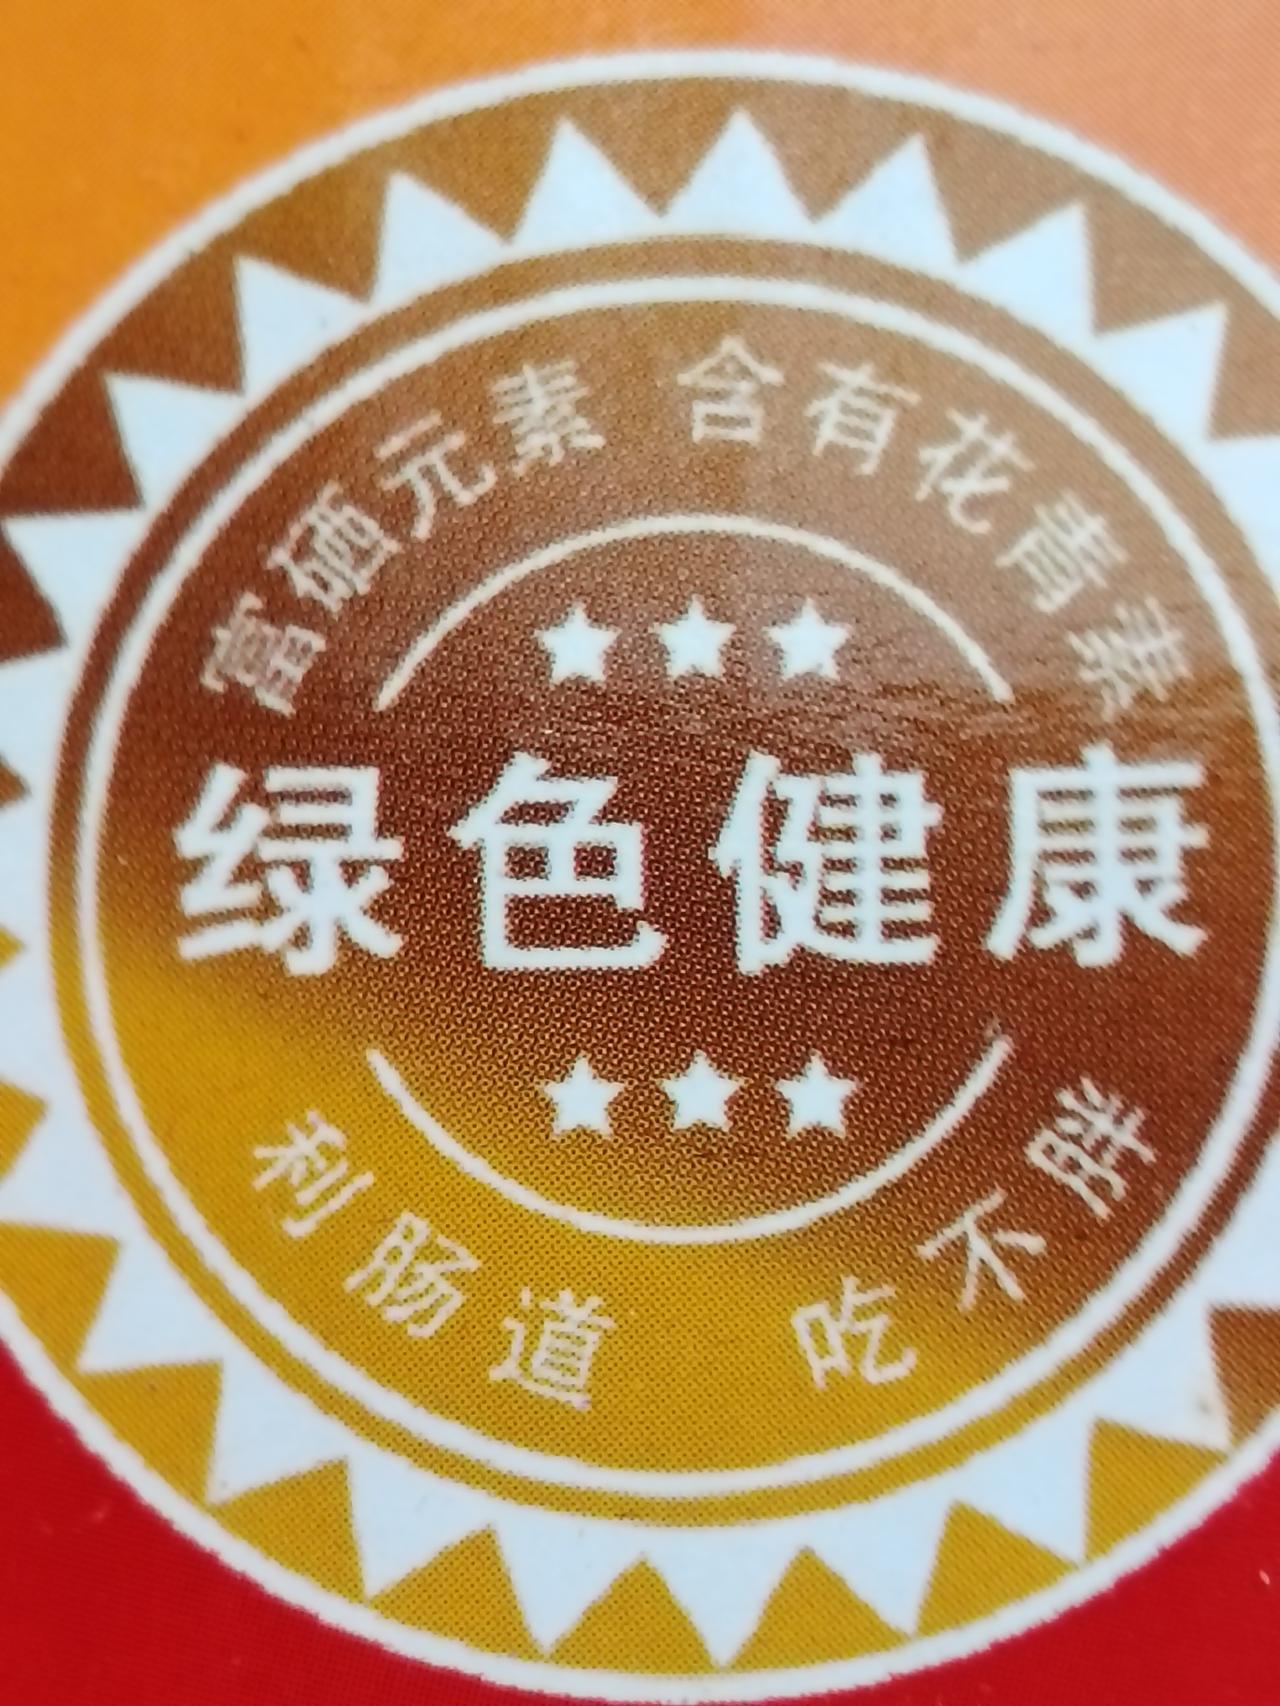 富硒元素 含有花青素
绿色健康
利肠道 吃不胖